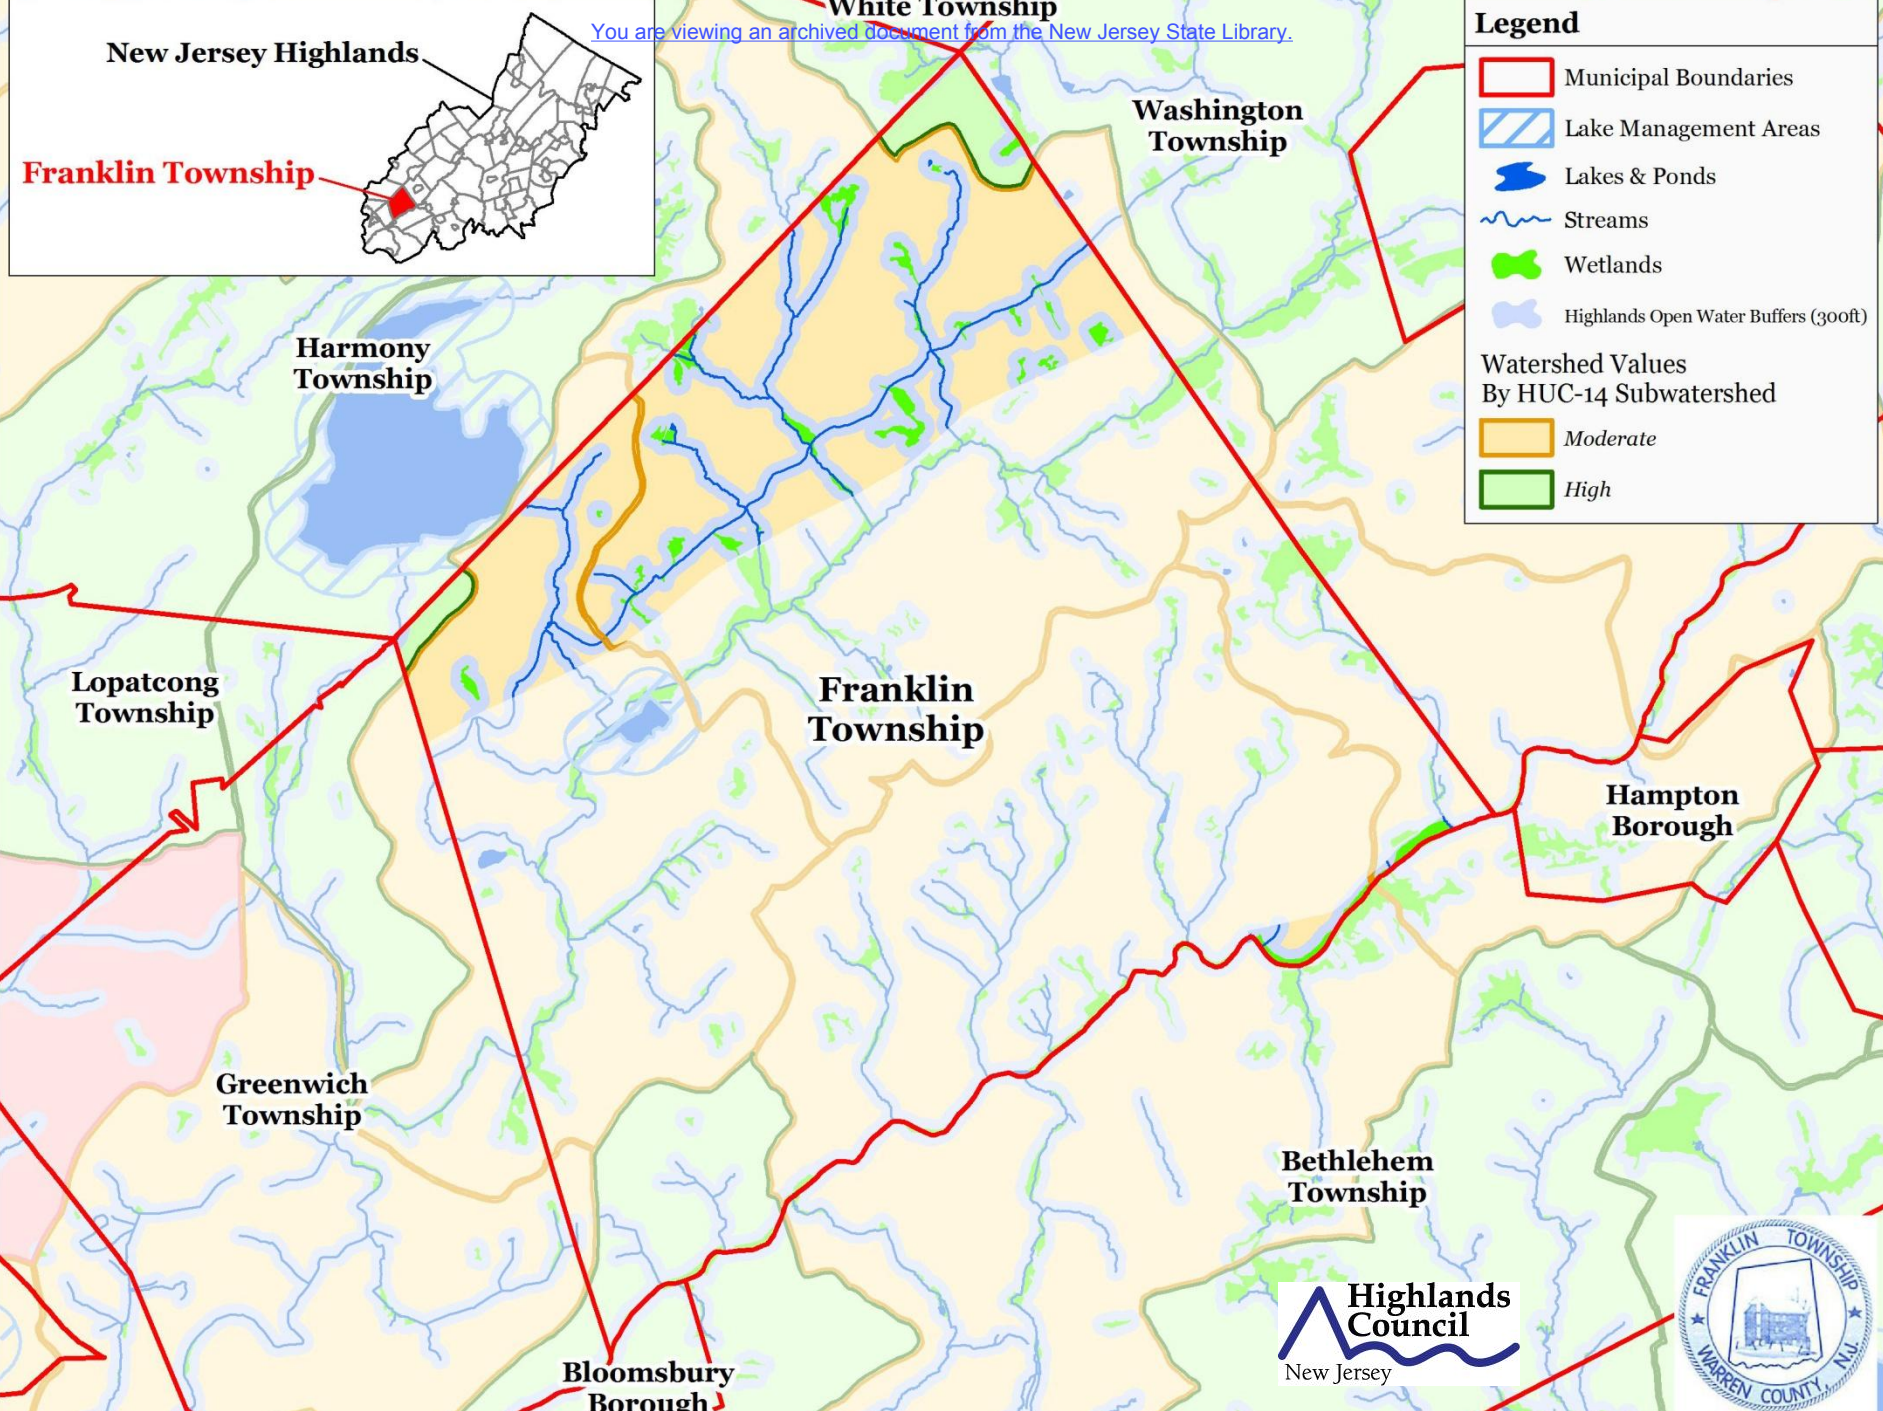 White Township
You are viewing an archived document from the New Jersey State Library.
New Jersey Highlands
Franklin Township
Legend
Municipal Boundaries
Lake Management Areas
Lakes & Ponds
Streams
Wetlands
Highlands Open Water Buffers (300ft)
Watershed Values
By HUC-14 Subwatershed
Moderate
High
Washington
Township
Harmony
Township
Lopatcong
Township
Franklin
Township
Hampton
Borough
Greenwich
Township
Bethlehem
Township
Bloomsbury
Borough
Highlands
Council
New Jersey
FRANKLIN TOWNSHIP
WARREN COUNTY, N.J.